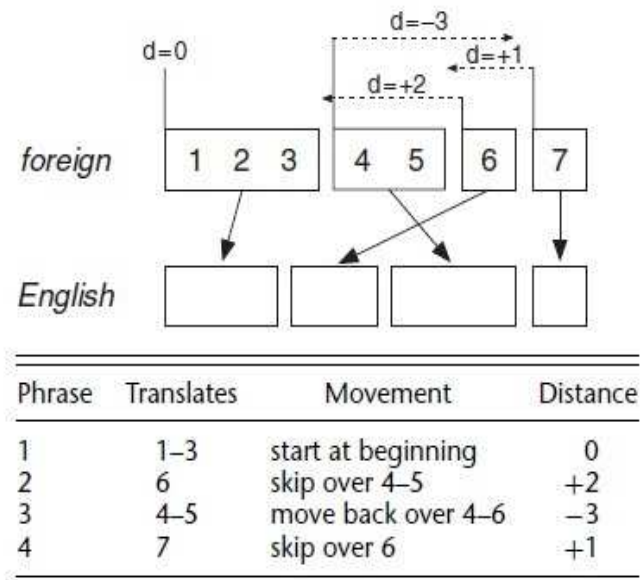 d=0
d=−3
d=+1
d=+2
foreign 1 2 3 4 5 6 7
English
Phrase Translates Movement Distance
1 1–3 start at beginning 0
2 6 skip over 4–5 +2
3 4–5 move back over 4–6 −3
4 7 skip over 6 +1